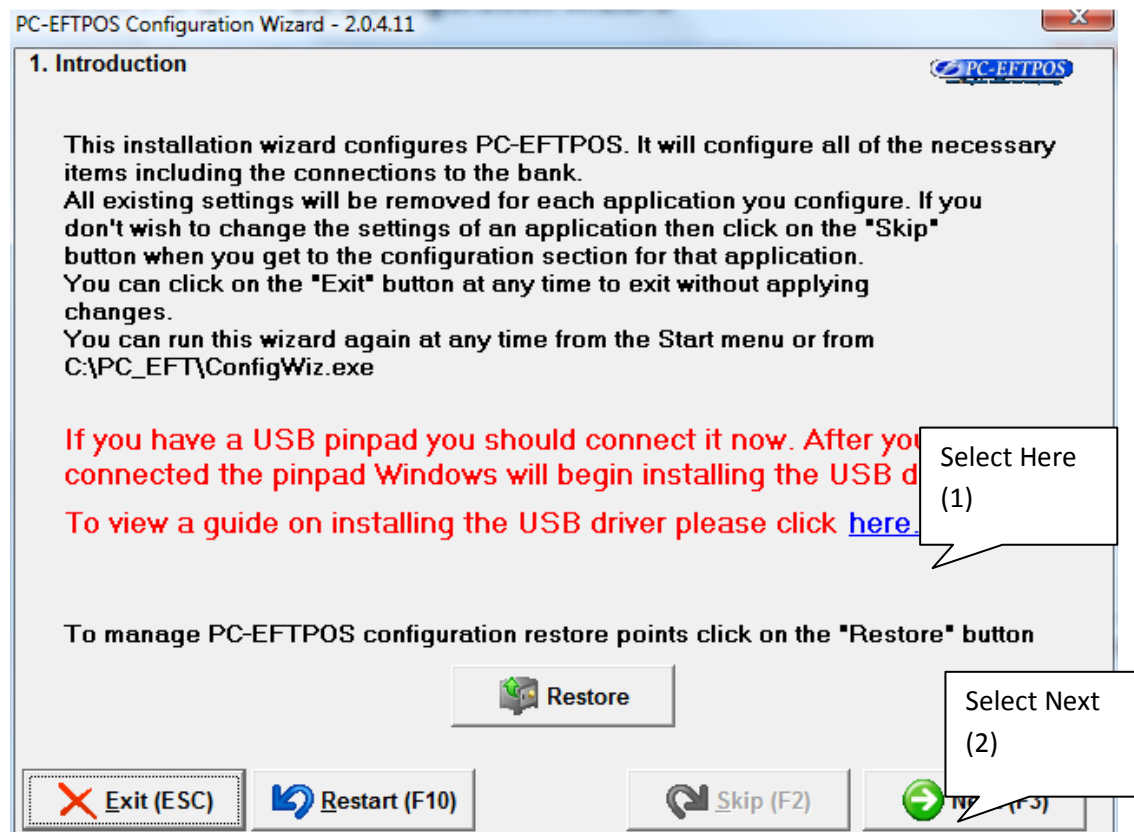 PC-EFTPOS Configuration Wizard - 2.0.4.11
1. Introduction
PC-EFTPOS
This installation wizard configures PC-EFTPOS. It will configure all of the necessary
items including the connections to the bank.
All existing settings will be removed for each application you configure. If you
don't wish to change the settings of an application then click on the "Skip"
button when you get to the configuration section for that application.
You can click on the "Exit" button at any time to exit without applying
changes.
You can run this wizard again at any time from the Start menu or from
C:\PC_EFT\ConfigWiz.exe
If you have a USB pinpad you should connect it now. After you
connected the pinpad Windows will begin installing the USB
To view a guide on installing the USB driver please click here.
Select Here
(1)
To manage PC-EFTPOS configuration restore points click on the "Restore" button
Restore
Select Next
(2)
Exit (ESC)
Restart (F10)
Skip (F2)
(F3)